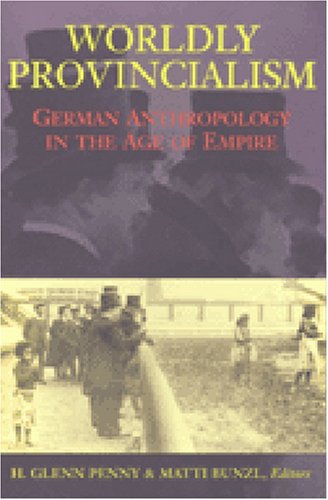 WORLDLY
PROVINCIALISM
GERMAN ANTHROPOLOGY
IN THE AGE OF EMPIRE
H. GLENN PENNY & MATTI BUNZL, Editors